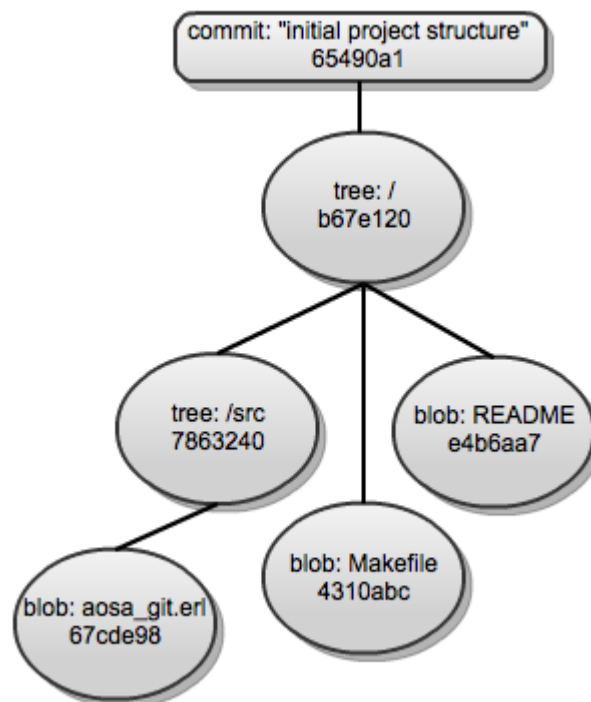 commit: "initial project structure"
65490a1
tree: /
b67e120
tree: /src
7863240
blob: README
e4b6aa7
blob: Makefile
4310abc
blob: aosa_git.erl
67cde98